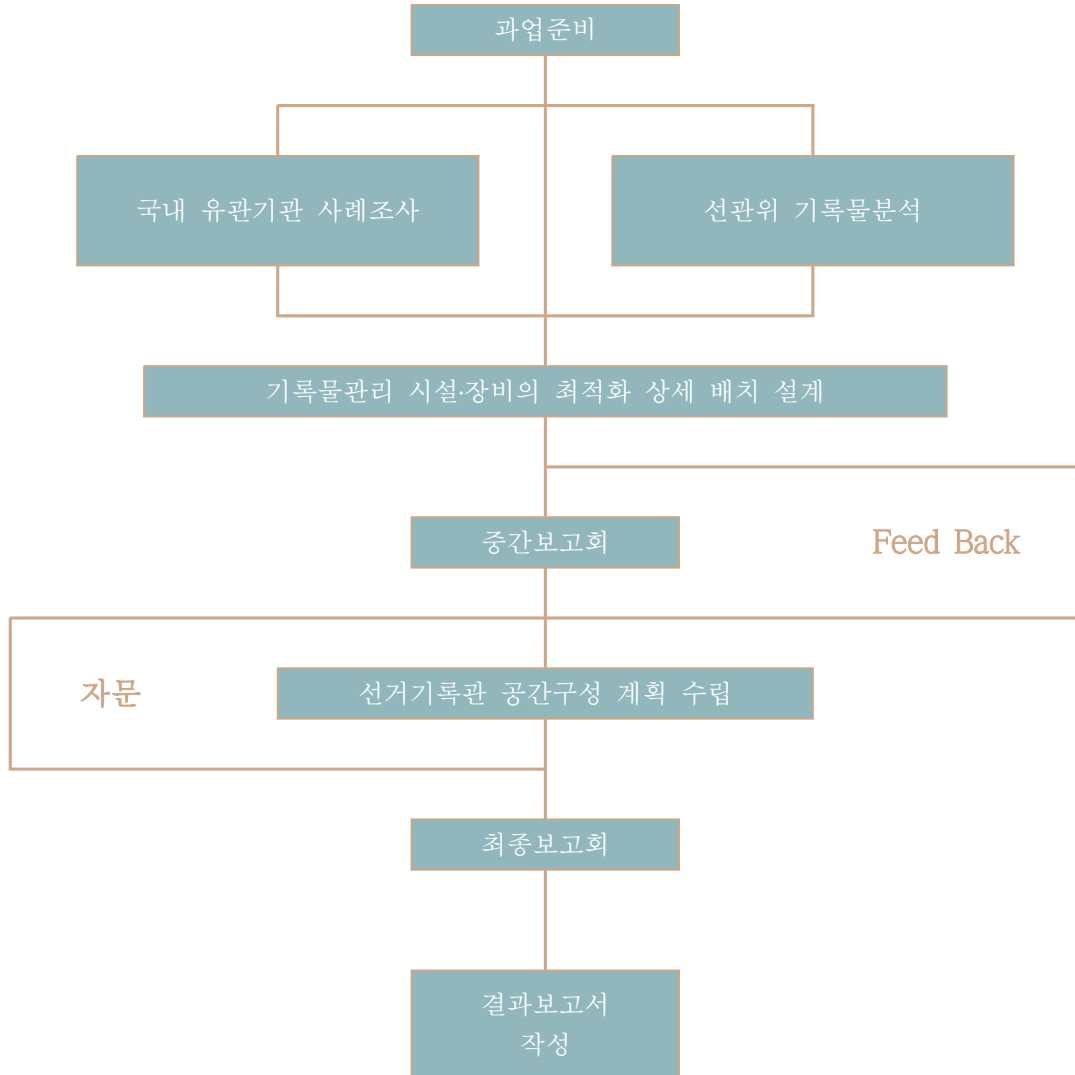 과업준비
국내 유관기관 사례조사
선관위 기록물분석
기록물관리 시설·장비의 최적화 상세 배치 설계
중간보고회
Feed Back
자문
선거기록관 공간구성 계획 수립
최종보고회
결과보고서
작성